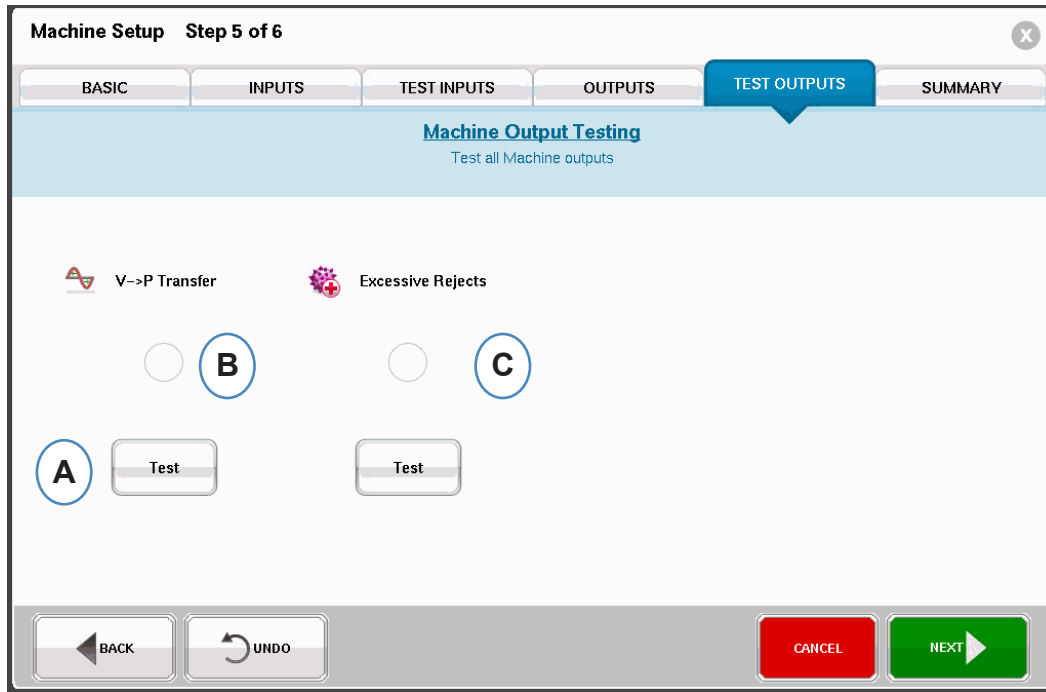 Machine Setup Step 5 of 6
X
BASIC INPUTS TEST INPUTS OUTPUTS TEST OUTPUTS SUMMARY
Machine Output Testing
Test all Machine outputs
V->P Transfer Excessive Rejects
B C
A Test Test
BACK UNDO CANCEL NEXT